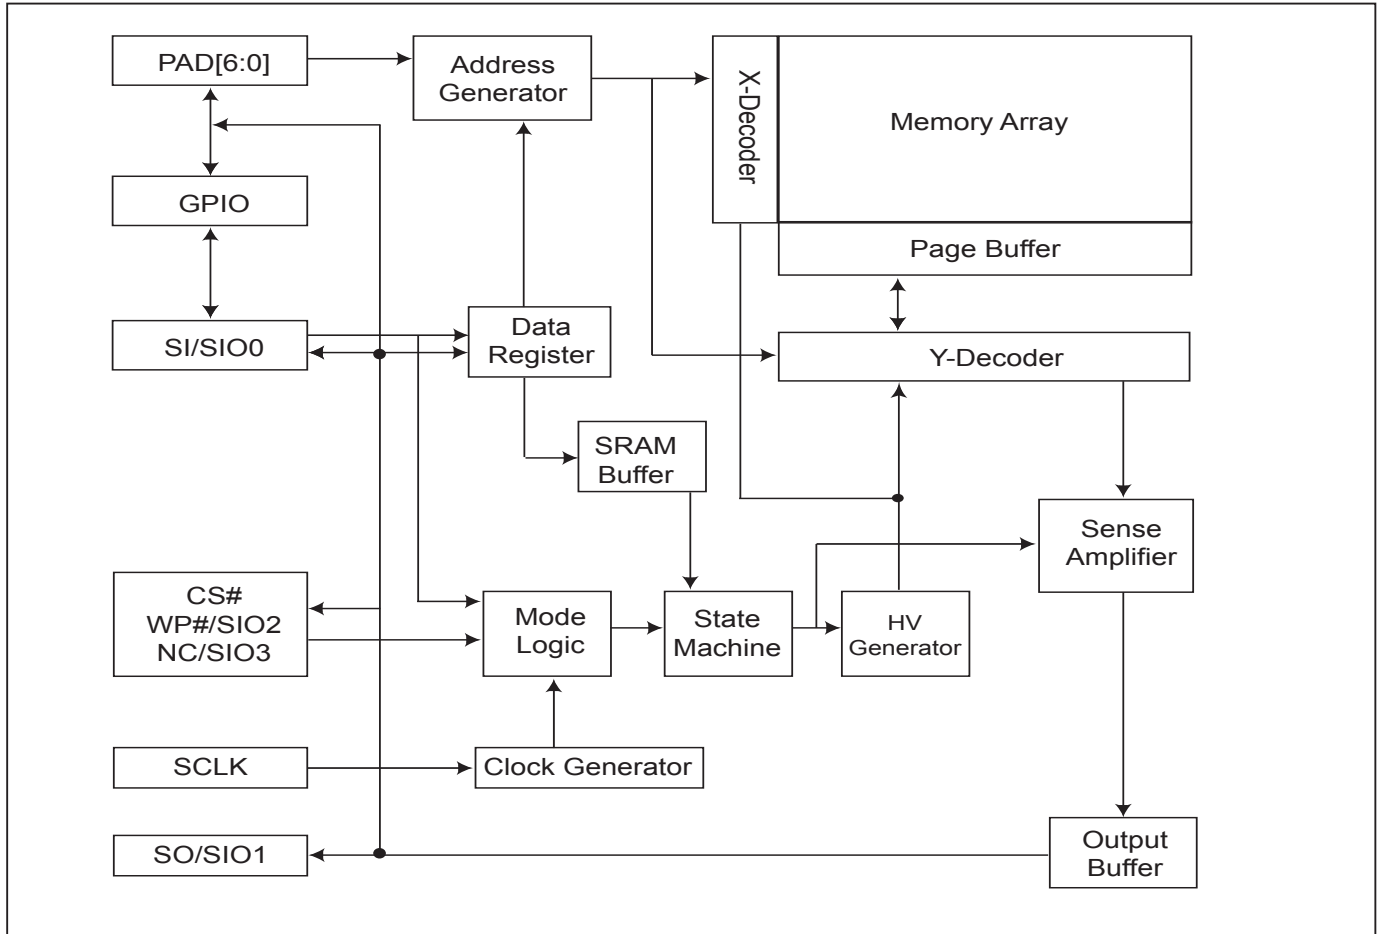 PAD[6:0]
Address
Generator
X-Decoder
Memory Array
GPIO
Page Buffer
SI/SIO0
Data
Register
Y-Decoder
SRAM
Buffer
Sense
Amplifier
CS#
WP#/SIO2
NC/SIO3
Mode
Logic
State
Machine
HV
Generator
SCLK
Clock Generator
SO/SIO1
Output
Buffer